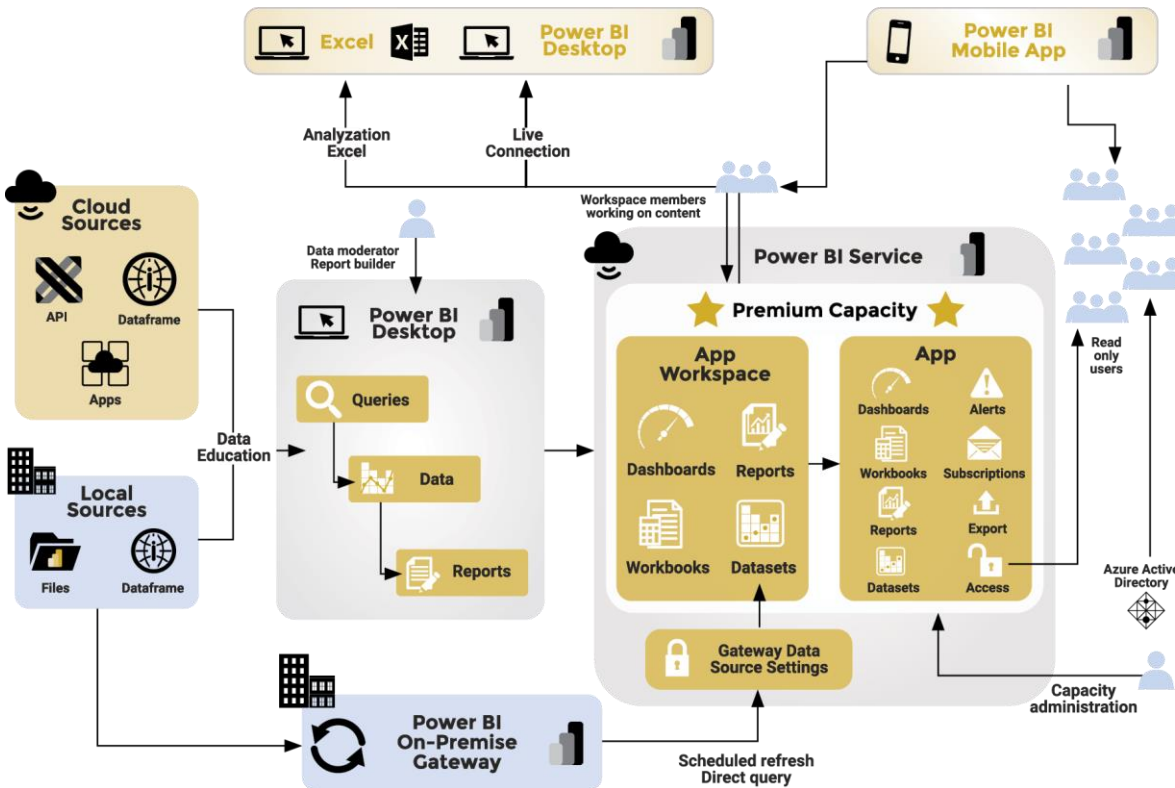 Excel
X
Power BI
Desktop
Power BI
Mobile App
Analyzation
Excel
Live
Connection
Workspace members
working on content
Cloud
Sources
API
Dataframe
Apps
Data moderator
Report builder
Power BI
Desktop
Queries
Data
Reports
Data
Education
Local
Sources
Files
Dataframe
Power BI Service
Premium Capacity
App
Workspace
Dashboards
Reports
Workbooks
Datasets
App
Dashboards
Alerts
Workbooks
Subscriptions
Reports
Export
Datasets
Access
Read
only
users
Azure Active
Directory
Gateway Data
Source Settings
Capacity
administration
Power BI
On-Premise
Gateway
Scheduled refresh
Direct query